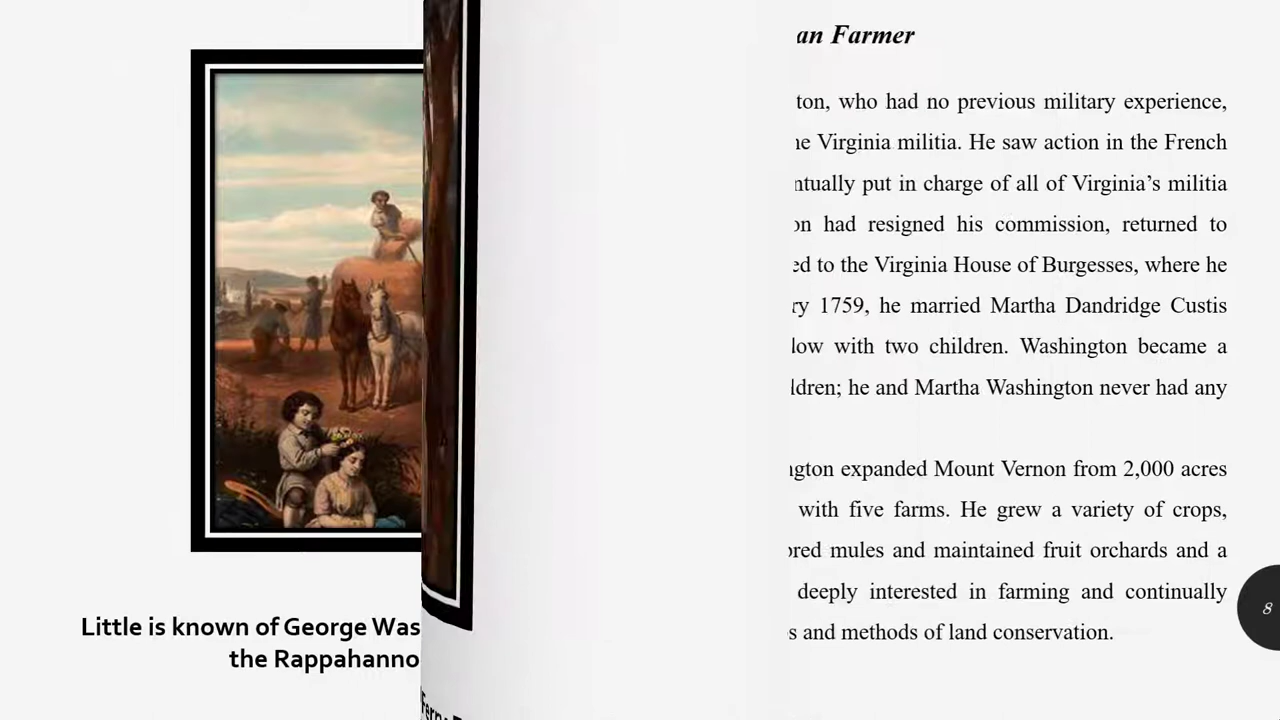 an Farmer
ton, who had no previous military experience,
Virginia militia. He saw action in the French
ntually put in charge of all of Virginia’s militia
on had resigned his commission, returned to
ed to the Virginia House of Burgesses, where he
ry 1759, he married Martha Dandridge Custis
low with two children. Washington became a
ldren; he and Martha Washington never had any
ngton expanded Mount Vernon from 2,000 acres
with five farms. He grew a variety of crops,
ored mules and maintained fruit orchards and a
deeply interested in farming and continually
s and methods of land conservation.
8
Little is known of George Was
the Rappahanno